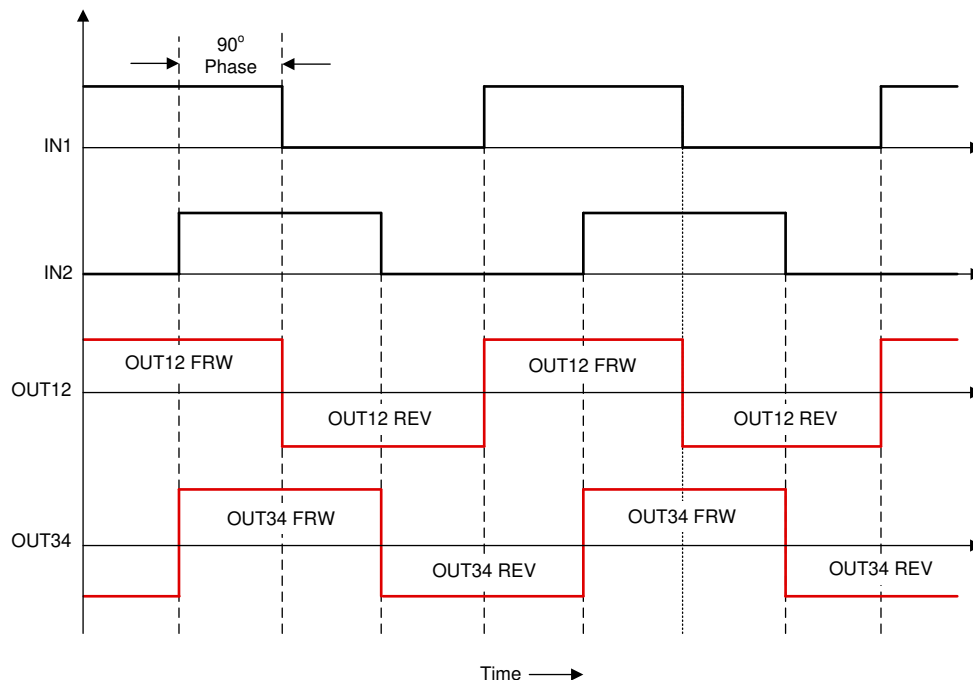 90°
Phase
IN1
IN2
OUT12 FRW
OUT12 FRW
OUT12
OUT12 REV
OUT12 REV
OUT34 FRW
OUT34 FRW
OUT34
OUT34 REV
OUT34 REV
Time